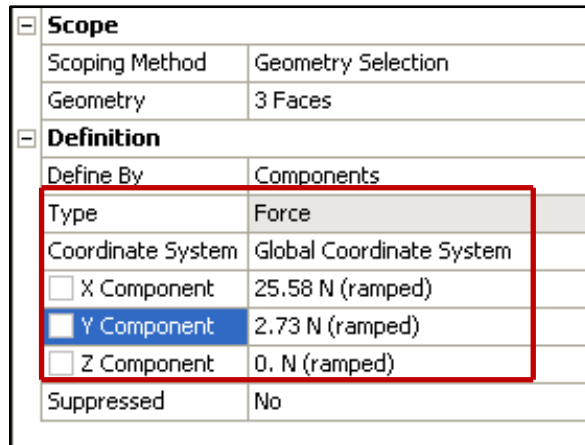 Scope
Scoping Method Geometry Selection
Geometry 3 Faces
Definition
Define By Components
Type Force
Coordinate System Global Coordinate System
X Component 25.58 N (ramped)
Y Component 2.73 N (ramped)
Z Component 0. N (ramped)
Suppressed No